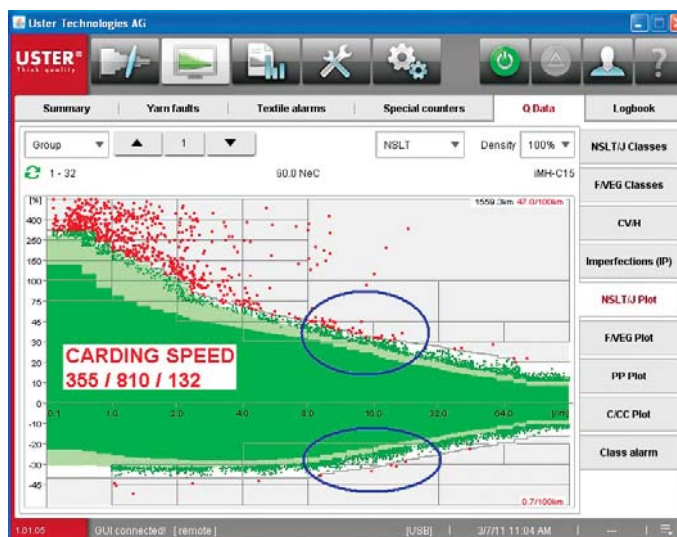 Uster Technologies AG
USTER®
Think quality
Summary Yarn faults Textile alarms Special counters Q Data Logbook
Group 1 NSLT Density 100%
1 - 32 60.0 NeC iMH-C15
[%] 1559.3km 47.0/100km
400
250
150
100
75
45
30
20
10
0
0.1 1.0 2.0 4.0 8.0 16.0 32.0 64.0 [cm]
-10
-20
-30
-45
0.7/100km
CARDING SPEED
355 / 810 / 132
NSLT/J Classes
F/VEG Classes
CV/H
Imperfections (IP)
NSLT/J Plot
F/VEG Plot
PP Plot
C/CC Plot
Class alarm
1.01.05 GUI connected! [ remote ] [USB] 3/7/11 11:04 AM ---